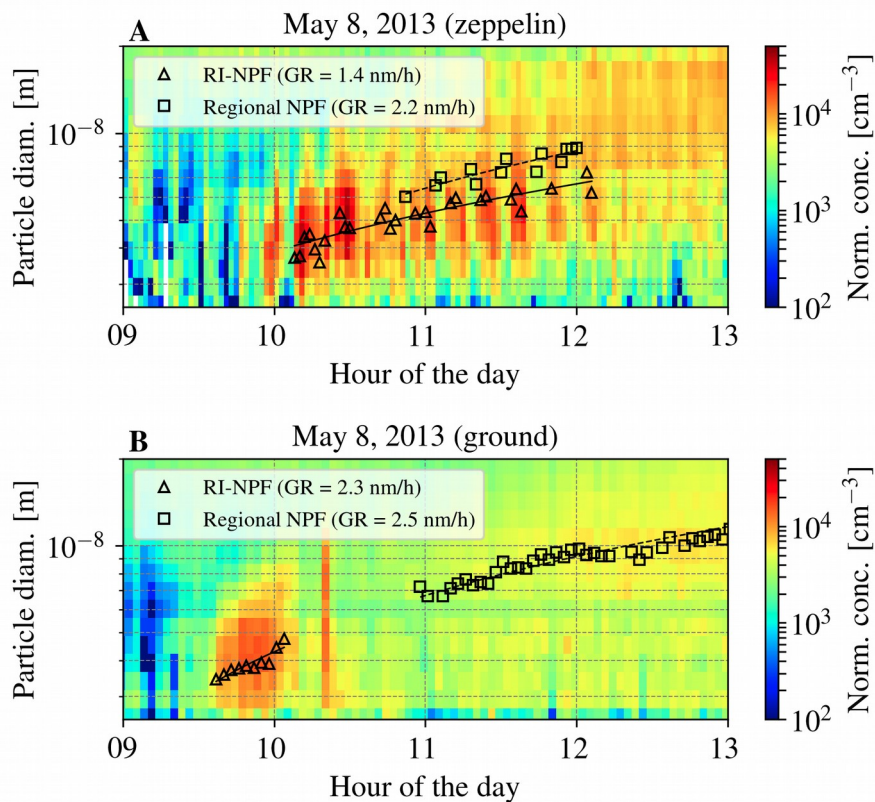 A
May 8, 2013 (zeppelin)
RI-NPF (GR = 1.4 nm/h)
Regional NPF (GR = 2.2 nm/h)
Particle diam. [m]
10⁻⁸
09 10 11 12 13
Hour of the day
10⁴
10³
10²
Norm. conc. [cm⁻³]
B
May 8, 2013 (ground)
RI-NPF (GR = 2.3 nm/h)
Regional NPF (GR = 2.5 nm/h)
Particle diam. [m]
10⁻⁸
09 10 11 12 13
Hour of the day
10⁴
10³
10²
Norm. conc. [cm⁻³]